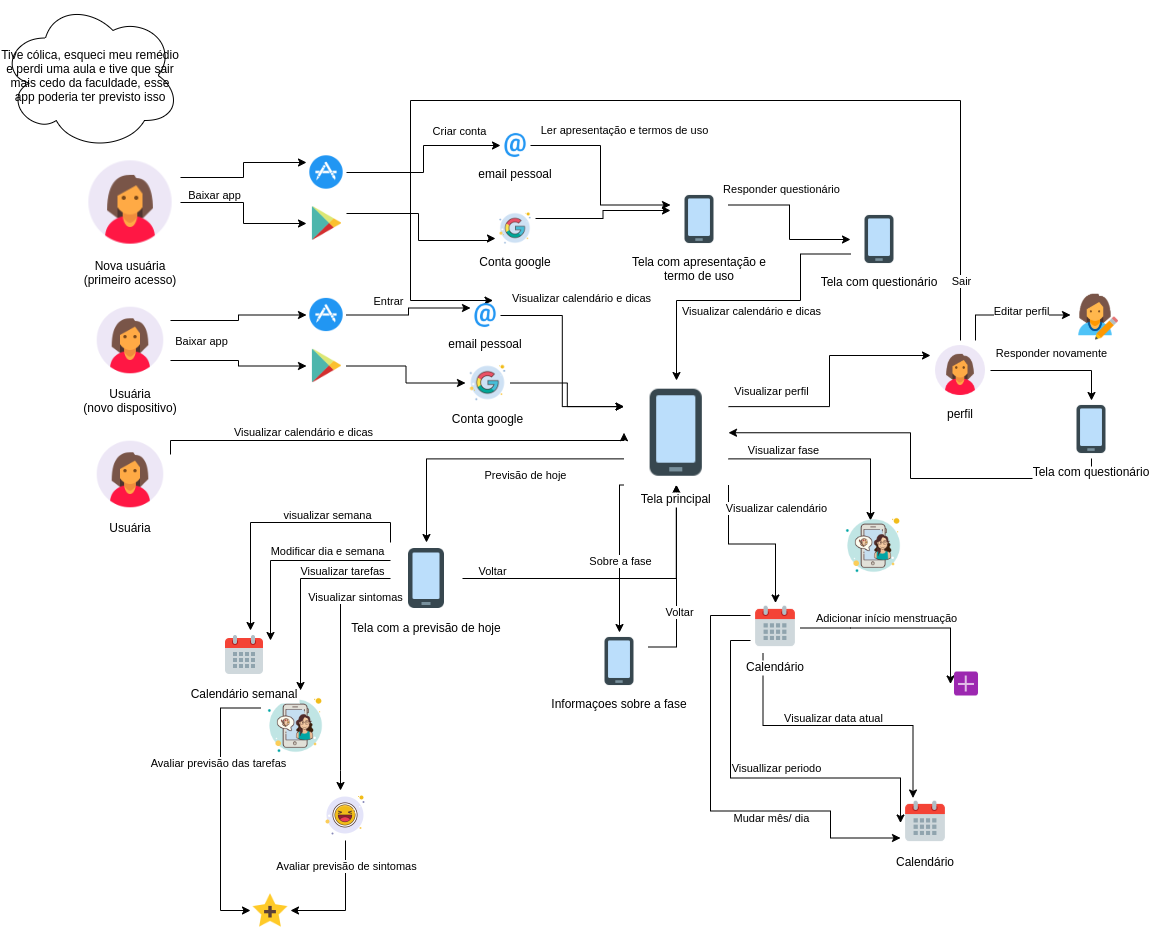 Tive cólica, esqueci meu remédio
e perdi uma aula e tive que sair
mais cedo da faculdade, esse
app poderia ter previsto isso
Criar conta
Ler apresentação e termos de uso
@
email pessoal
Baixar app
Responder questionário
Nova usuária
(primeiro acesso)
Conta google
Tela com apresentação e
termo de uso
Tela com questionário
Sair
Entrar
Visualizar calendário e dicas
@
email pessoal
Visualizar calendário e dicas
Editar perfil
Baixar app
Responder novamente
Usuária
(novo dispositivo)
Conta google
Visualizar perfil
perfil
Visualizar calendário e dicas
Visualizar fase
Tela com questionário
Previsão de hoje
Tela principal
Usuária
Visualizar calendário
visualizar semana
Modificar dia e semana
Visualizar tarefas
Voltar
Sobre a fase
Visualizar sintomas
Tela com a previsão de hoje
Voltar
Adicionar início menstruação
Calendário
Calendário semanal
Informaçoes sobre a fase
Visualizar data atual
Avaliar previsão das tarefas
Visuallizar periodo
Mudar mês/ dia
Calendário
Avaliar previsão de sintomas